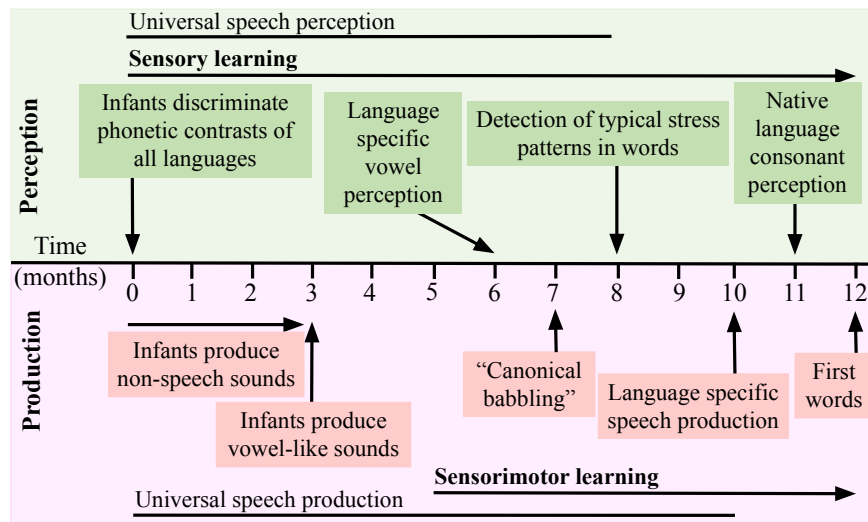 Universal speech perception
Sensory learning
Perception
Infants discriminate
phonetic contrasts of
all languages
Language
specific
vowel
perception
Detection of typical stress
patterns in words
Native
language
consonant
perception
Time
(months)
0 1 2 3 4 5 6 7 8 9 10 11 12
Production
Infants produce
non-speech sounds
Infants produce
vowel-like sounds
“Canonical
babbling”
Language specific
speech production
First
words
Sensorimotor learning
Universal speech production